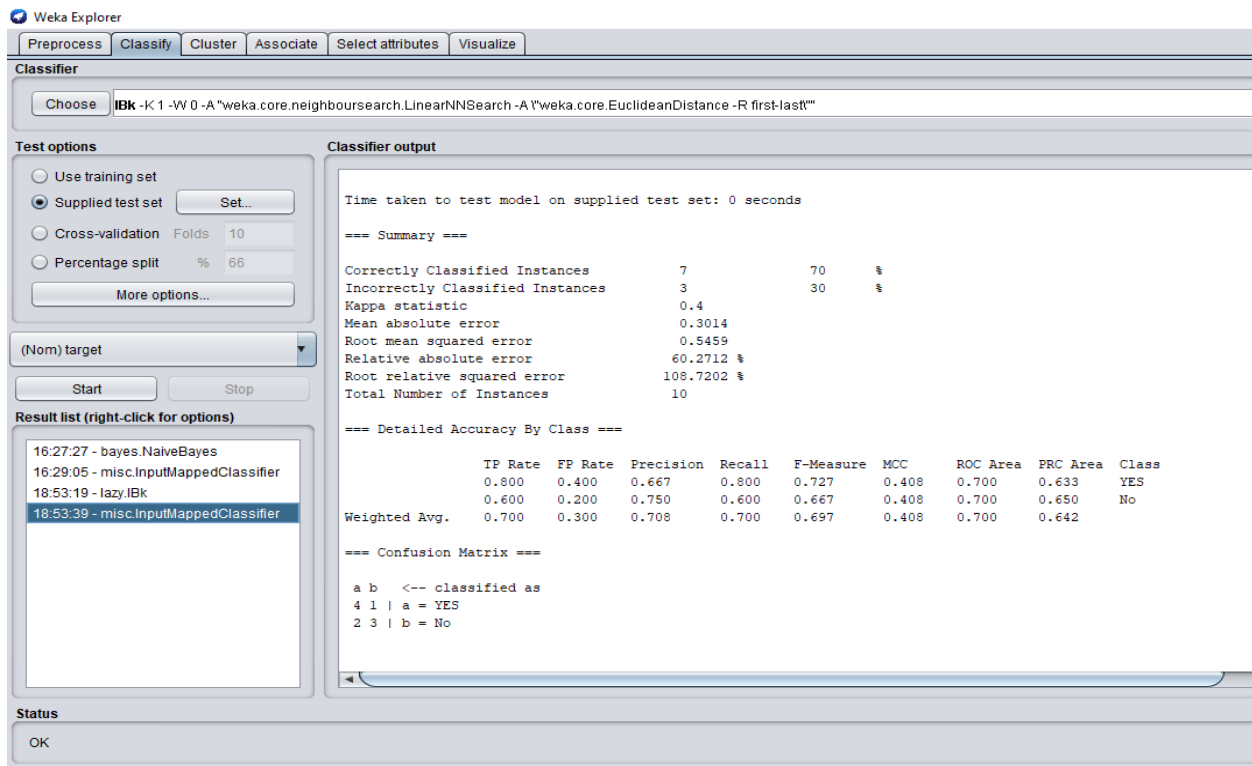 Weka Explorer
Preprocess Classify Cluster Associate Select attributes Visualize
Classifier
Choose IBk -K 1 -W 0 -A "weka.core.neighboursearch.LinearNNSearch -A \"weka.core.EuclideanDistance -R first-last\""
Test options
Use training set
Supplied test set Set...
Cross-validation Folds 10
Percentage split % 66
More options...
(Nom) target
Start Stop
Result list (right-click for options)
16:27:27 - bayes.NaiveBayes
16:29:05 - misc.InputMappedClassifier
18:53:19 - lazy.IBk
18:53:39 - misc.InputMappedClassifier
Classifier output
Time taken to test model on supplied test set: 0 seconds
=== Summary ===
Correctly Classified Instances 7 70 %
Incorrectly Classified Instances 3 30 %
Kappa statistic 0.4
Mean absolute error 0.3014
Root mean squared error 0.5459
Relative absolute error 60.2712 %
Root relative squared error 108.7202 %
Total Number of Instances 10
=== Detailed Accuracy By Class ===
TP Rate FP Rate Precision Recall F-Measure MCC ROC Area PRC Area Class
0.800 0.400 0.667 0.800 0.727 0.408 0.700 0.633 YES
0.600 0.200 0.750 0.600 0.667 0.408 0.700 0.650 No
Weighted Avg. 0.700 0.300 0.708 0.700 0.697 0.408 0.700 0.642
=== Confusion Matrix ===
a b <-- classified as
4 1 | a = YES
2 3 | b = No
Status
OK